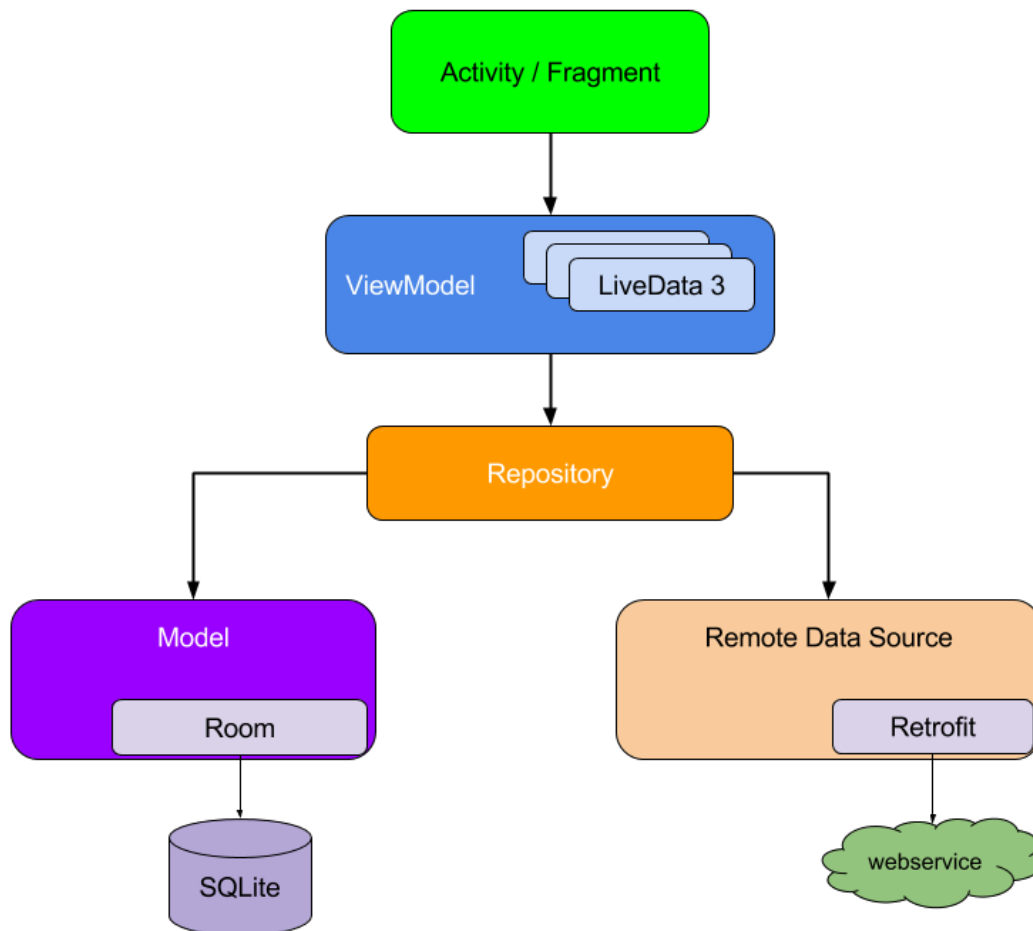 Activity / Fragment
ViewModel
LiveData 3
Repository
Model
Remote Data Source
Room
Retrofit
SQLite
webservice